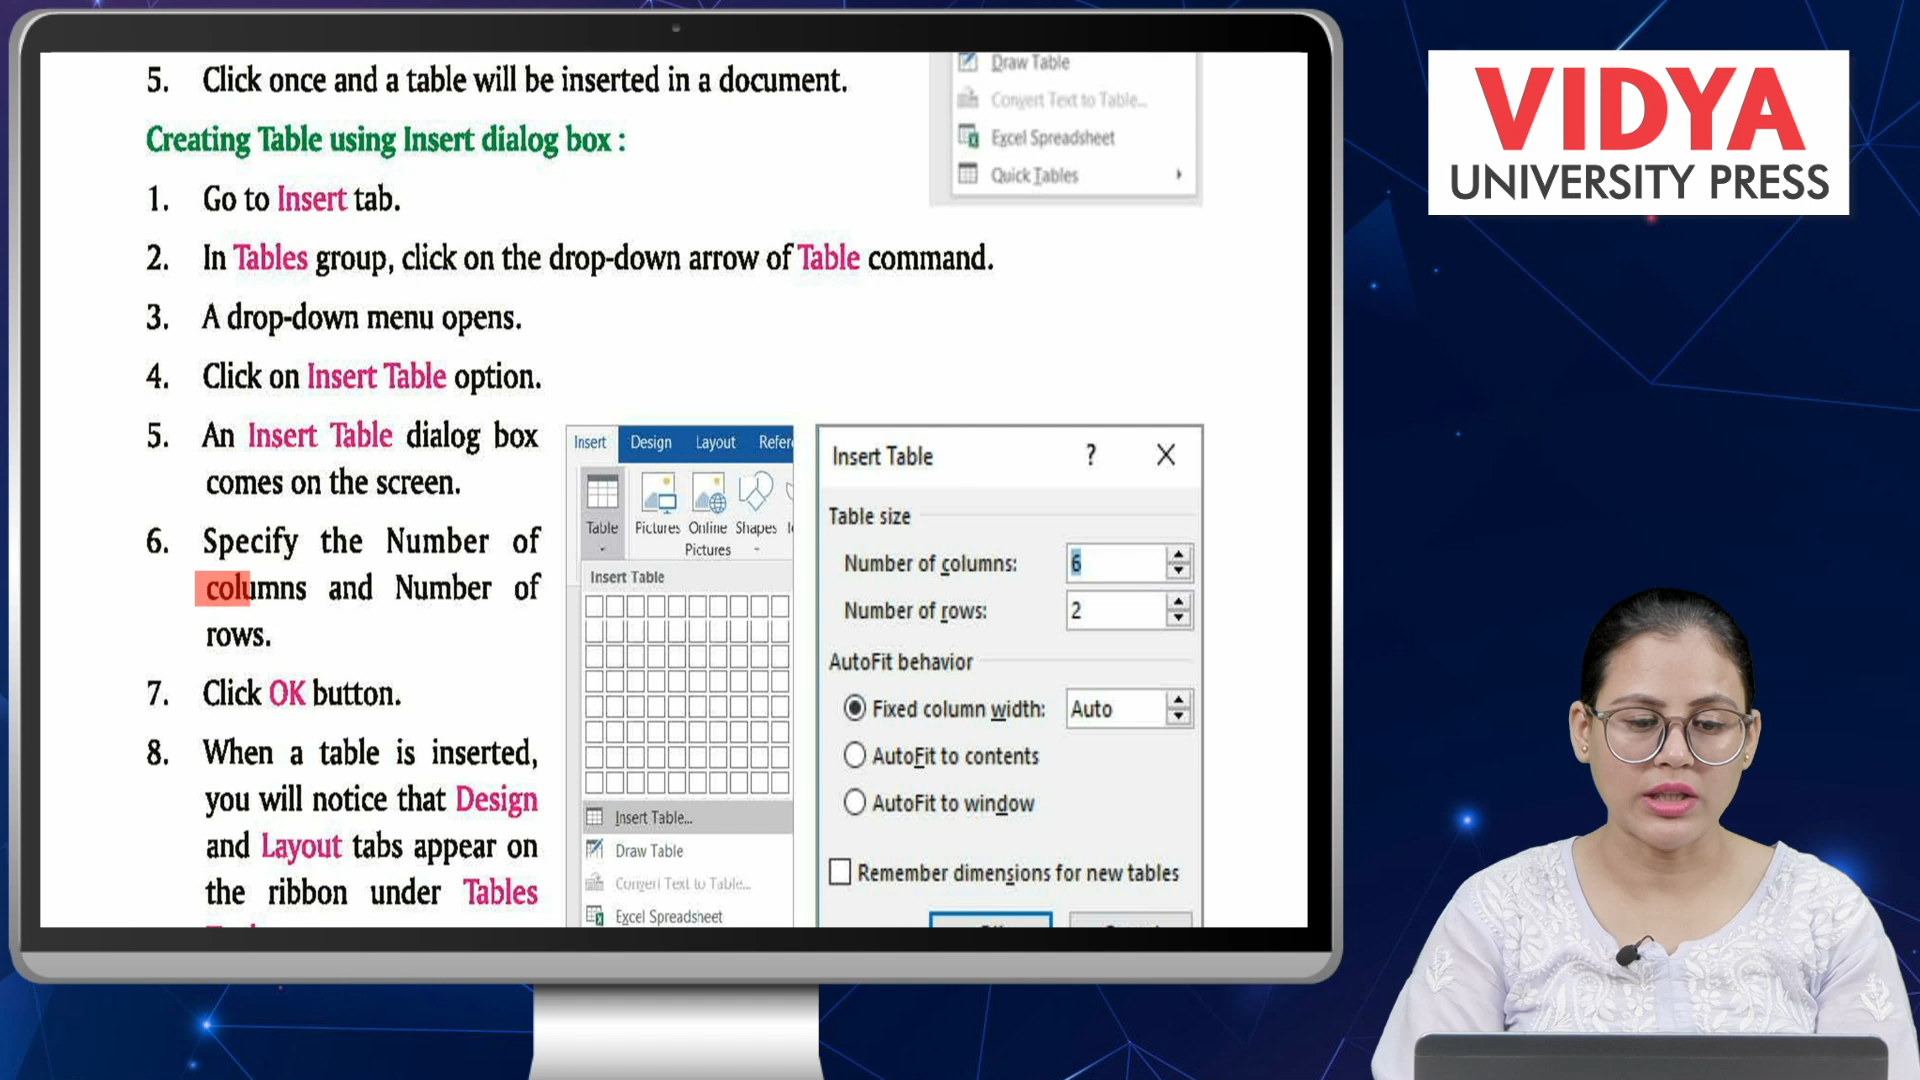 5. Click once and a table will be inserted in a document.
Creating Table using Insert dialog box :
1. Go to Insert tab.
2. In Tables group, click on the drop-down arrow of Table command.
3. A drop-down menu opens.
4. Click on Insert Table option.
5. An Insert Table dialog box
comes on the screen.
6. Specify the Number of
columns and Number of
rows.
7. Click OK button.
8. When a table is inserted,
you will notice that Design
and Layout tabs appear on
the ribbon under Tables
Draw Table
Convert Text to Table...
Excel Spreadsheet
Quick Tables
Insert Design Layout Refer
Table Pictures Online Shapes
Pictures
Insert Table
Insert Table...
Draw Table
Convert Text to Table...
Excel Spreadsheet
Insert Table ?
Table size
Number of columns: 6
Number of rows: 2
AutoFit behavior
Fixed column width: Auto
AutoFit to contents
AutoFit to window
Remember dimensions for new tables
VIDYA
UNIVERSITY PRESS